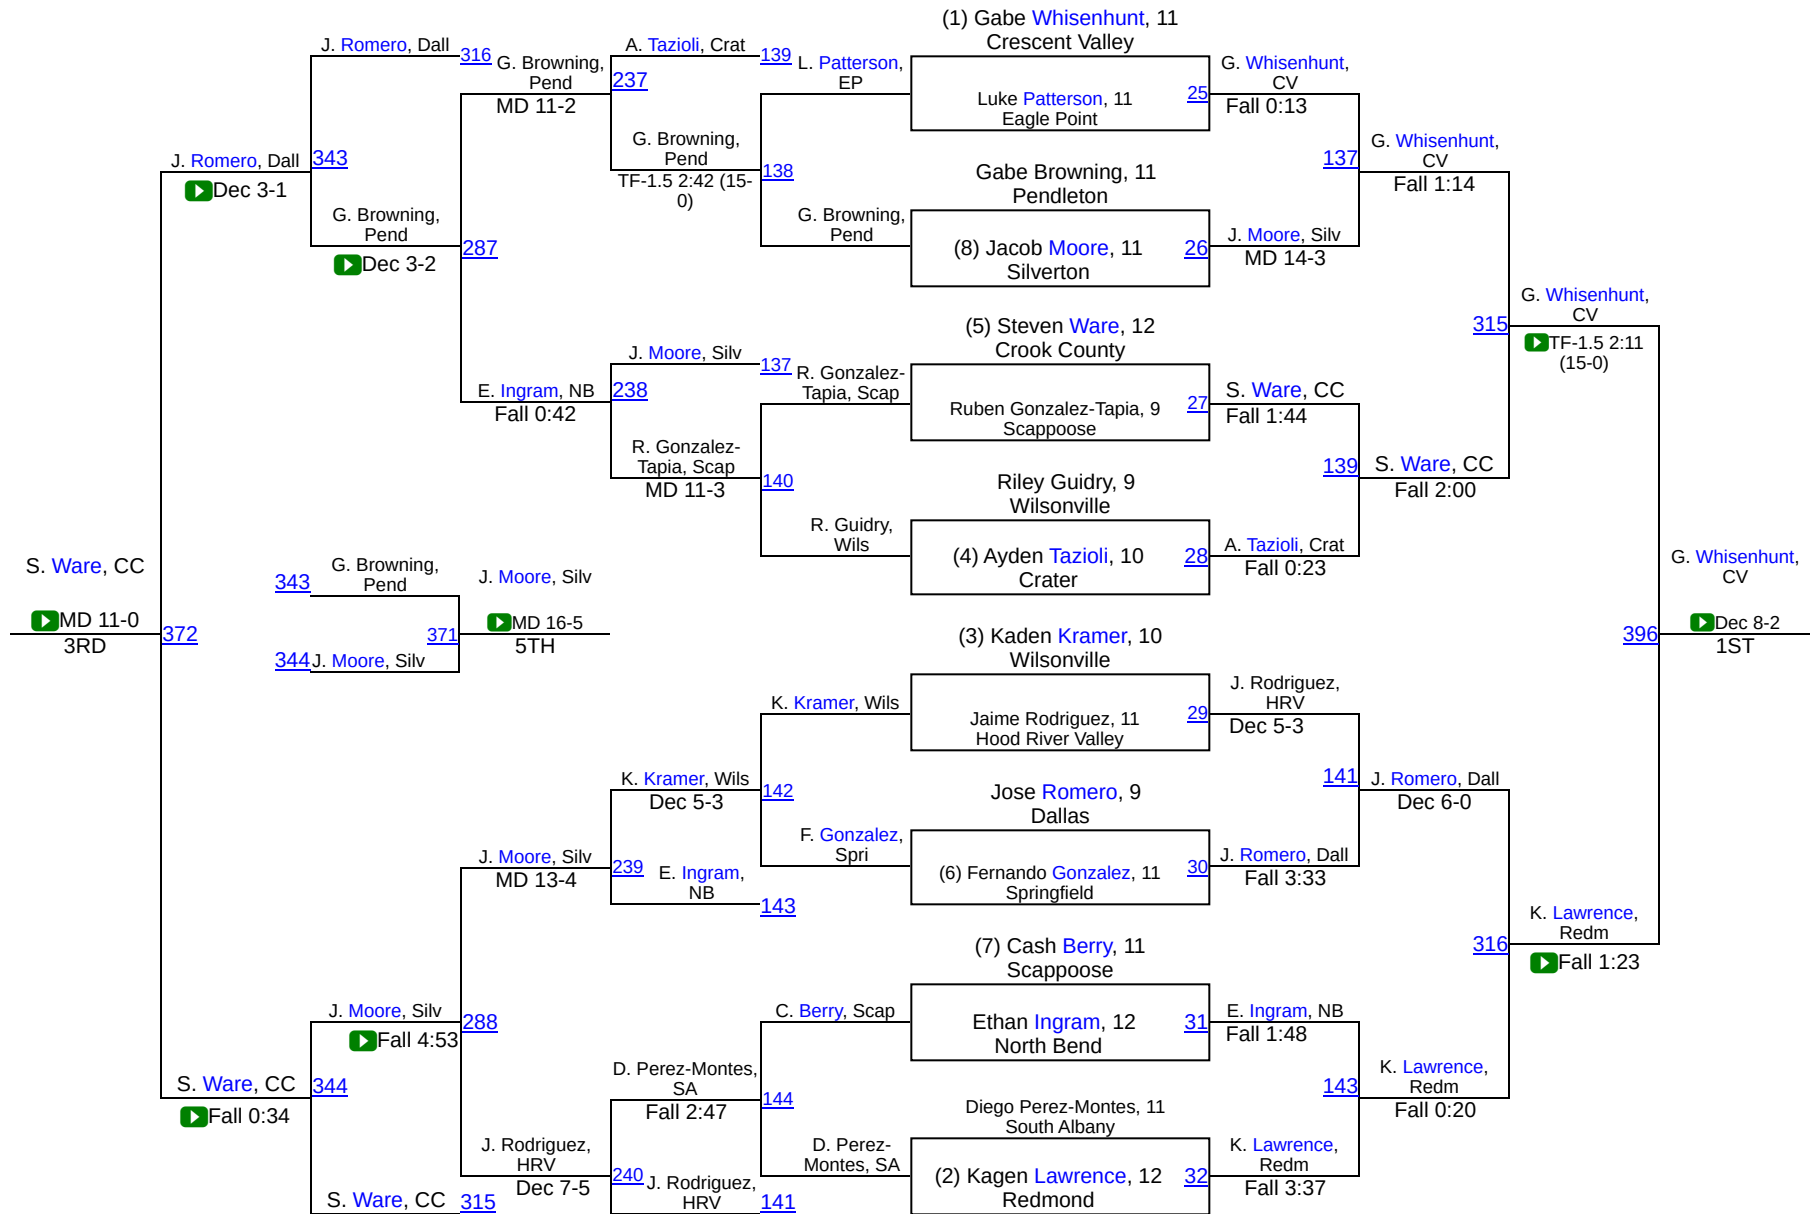 (1) Gabe Whisenhunt, 11
Crescent Valley
J. Romero, Dall
316
G. Browning,
Pend
MD 11-2
A. Tazioli, Crat
139
237
L. Patterson,
EP
Luke Patterson, 11
Eagle Point
25
G. Whisenhunt,
CV
Fall 0:13
G. Browning,
Pend
TF-1.5 2:42 (15-
0)
138
J. Romero, Dall
343
Dec 3-1
Gabe Browning, 11
Pendleton
137
G. Whisenhunt,
CV
Fall 1:14
G. Browning,
Pend
Dec 3-2
287
G. Browning,
Pend
(8) Jacob Moore, 11
Silverton
26
J. Moore, Silv
MD 14-3
(5) Steven Ware, 12
Crook County
315
G. Whisenhunt,
CV
TF-1.5 2:11
(15-0)
J. Moore, Silv
137
E. Ingram, NB
238
Fall 0:42
R. Gonzalez-
Tapia, Scap
Ruben Gonzalez-Tapia, 9
Scappoose
27
S. Ware, CC
Fall 1:44
R. Gonzalez-
Tapia, Scap
MD 11-3
140
Riley Guidry, 9
Wilsonville
139
S. Ware, CC
Fall 2:00
R. Guidry,
Wils
(4) Ayden Tazioli, 10
Crater
28
A. Tazioli, Crat
Fall 0:23
S. Ware, CC
MD 11-0
3RD
372
343
G. Browning,
Pend
344
J. Moore, Silv
371
J. Moore, Silv
MD 16-5
5TH
G. Whisenhunt,
CV
396
Dec 8-2
1ST
(3) Kaden Kramer, 10
Wilsonville
K. Kramer, Wils
Jaime Rodriguez, 11
Hood River Valley
29
J. Rodriguez,
HRV
Dec 5-3
K. Kramer, Wils
Dec 5-3
142
Jose Romero, 9
Dallas
141
J. Romero, Dall
Dec 6-0
F. Gonzalez,
Spri
(6) Fernando Gonzalez, 11
Springfield
30
J. Romero, Dall
Fall 3:33
J. Moore, Silv
MD 13-4
239
E. Ingram,
NB
143
(7) Cash Berry, 11
Scappoose
316
K. Lawrence,
Redm
Fall 1:23
J. Moore, Silv
Fall 4:53
288
C. Berry, Scap
Ethan Ingram, 12
North Bend
31
E. Ingram, NB
Fall 1:48
S. Ware, CC
344
Fall 0:34
D. Perez-Montes,
SA
Fall 2:47
144
Diego Perez-Montes, 11
South Albany
143
K. Lawrence,
Redm
Fall 0:20
J. Rodriguez,
HRV
Dec 7-5
240
J. Rodriguez,
HRV
141
D. Perez-
Montes, SA
(2) Kagen Lawrence, 12
Redmond
32
K. Lawrence,
Redm
Fall 3:37
S. Ware, CC
315